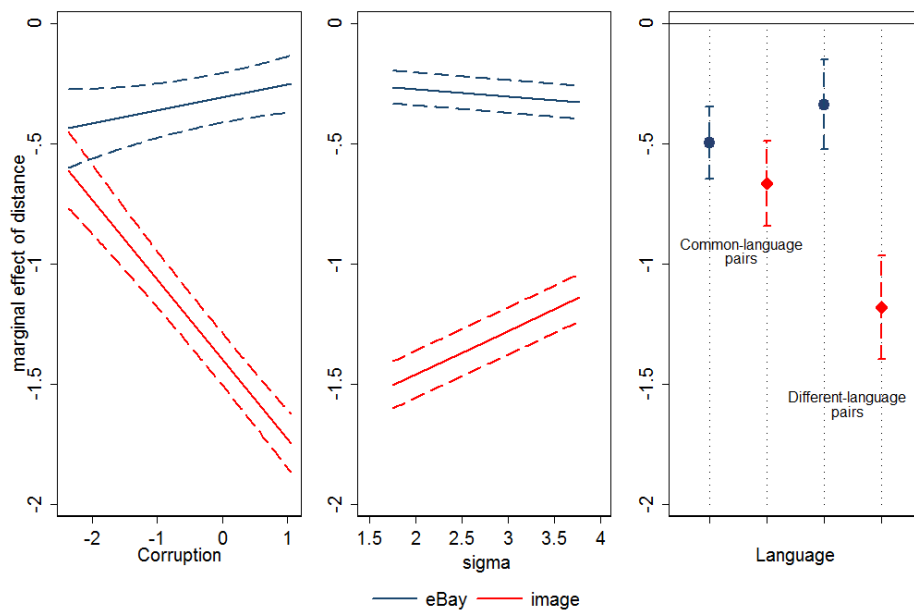 marginal effect of distance
0
-.5
-1
-1.5
-2
-2
-1
0
1
Corruption
0
-.5
-1
-1.5
-2
1.5
2
2.5
3
3.5
4
sigma
0
-.5
-1
-1.5
-2
Common-language
pairs
Different-language
pairs
Language
eBay
image